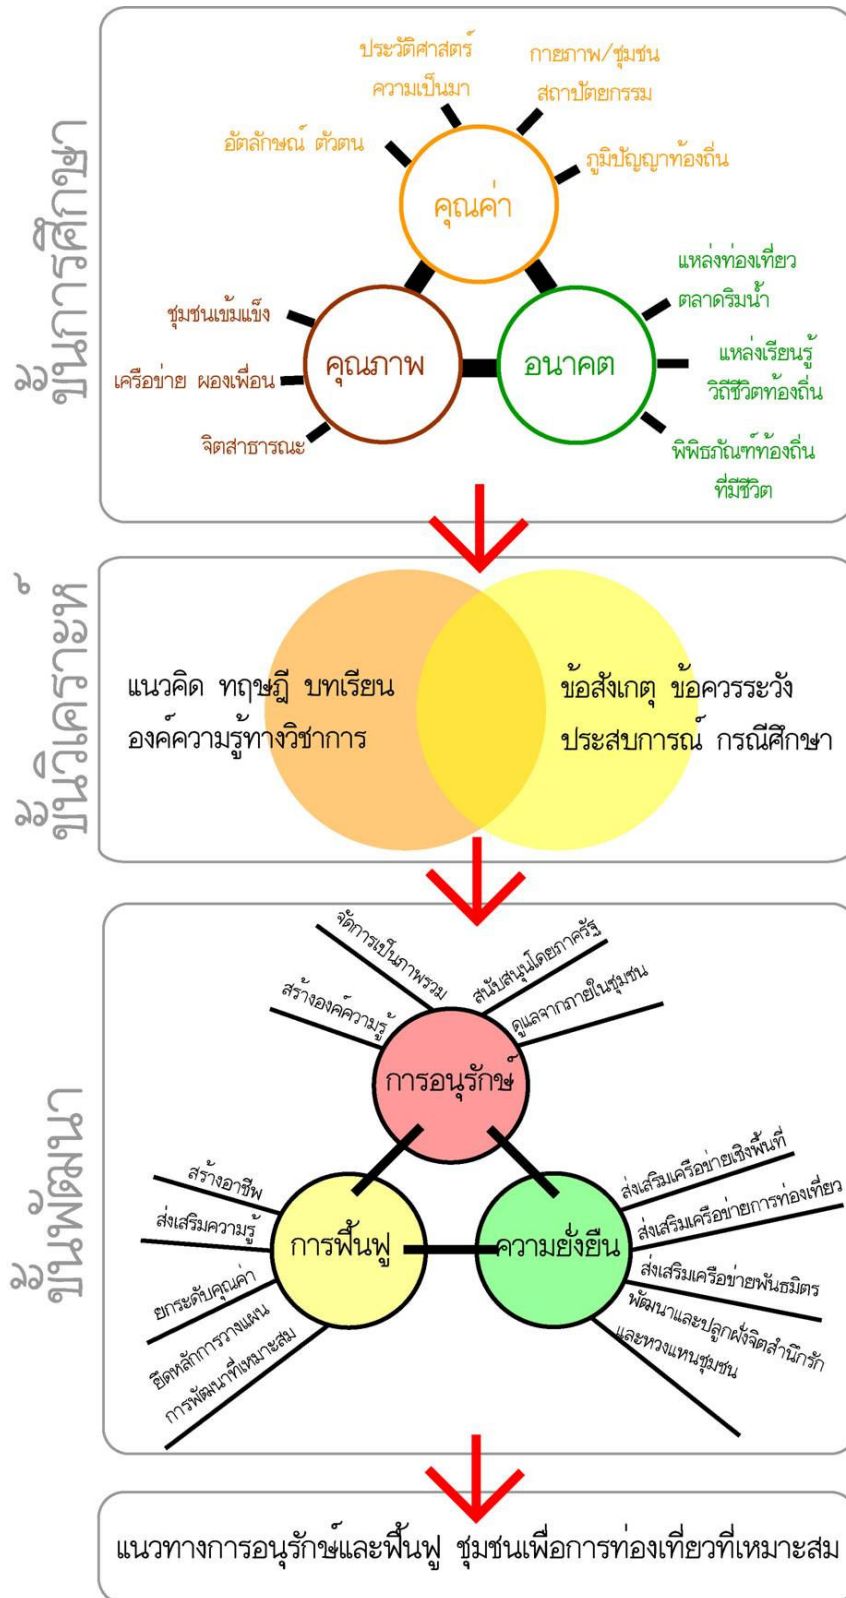 ขั้นการศึกษา
ประวัติศาสตร์
ความเป็นมา
กายภาพ/ชุมชน
สถาปัตยกรรม
อัตลักษณ์ ตัวตน
ภูมิปัญญาท้องถิ่น
คุณค่า
แหล่งท่องเที่ยว
ตลาดริมน้ำ
ชุมชนเข้มแข็ง
คุณภาพ
อนาคต
แหล่งเรียนรู้
วิถีชีวิตท้องถิ่น
เครือข่าย ผองเพื่อน
จิตสาธารณะ
พิพิธภัณฑ์ท้องถิ่น
ที่มีชีวิต
ขั้นวิเคราะห์
แนวคิด ทฤษฎี บทเรียน
องค์ความรู้ทางวิชาการ
ข้อสังเกตุ ข้อควรระวัง
ประสบการณ์ กรณีศึกษา
ขั้นพัฒนา
จัดการเป็นภาพรวม
สนับสนุนโดยภาครัฐ
สร้างองค์ความรู้
ดูแลจากภายในชุมชน
การอนุรักษ์
สร้างอาชีพ
ส่งเสริมความรู้
ยกระดับคุณค่า
ยึดหลักการวางแผน
การพัฒนาที่เหมาะสม
การฟื้นฟู
ความยั่งยืน
ส่งเสริมเครือข่ายเชิงพื้นที่
ส่งเสริมเครือข่ายการท่องเที่ยว
ส่งเสริมเครือข่ายพันธมิตร
พัฒนาและปลูกฝังจิตสำนึกรัก
และหวงแหนชุมชน
แนวทางการอนุรักษ์และฟื้นฟู ชุมชนเพื่อการท่องเที่ยวที่เหมาะสม